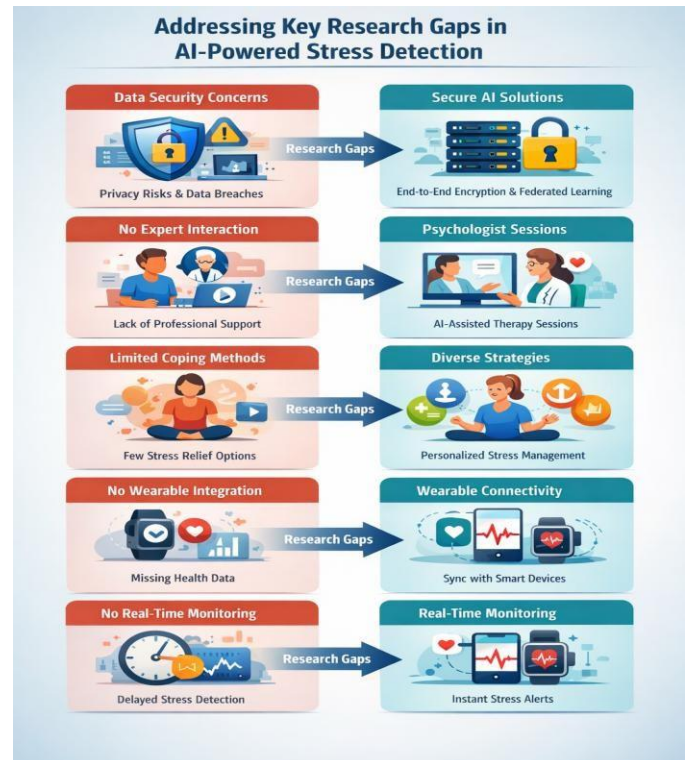 Addressing Key Research Gaps in
AI-Powered Stress Detection
Data Security Concerns
Privacy Risks & Data Breaches
Research Gaps
Secure AI Solutions
End-to-End Encryption & Federated Learning
No Expert Interaction
Lack of Professional Support
Research Gaps
Psychologist Sessions
AI-Assisted Therapy Sessions
Limited Coping Methods
Few Stress Relief Options
Research Gaps
Diverse Strategies
Personalized Stress Management
No Wearable Integration
Missing Health Data
Research Gaps
Wearable Connectivity
Sync with Smart Devices
No Real-Time Monitoring
Delayed Stress Detection
Research Gaps
Real-Time Monitoring
Instant Stress Alerts